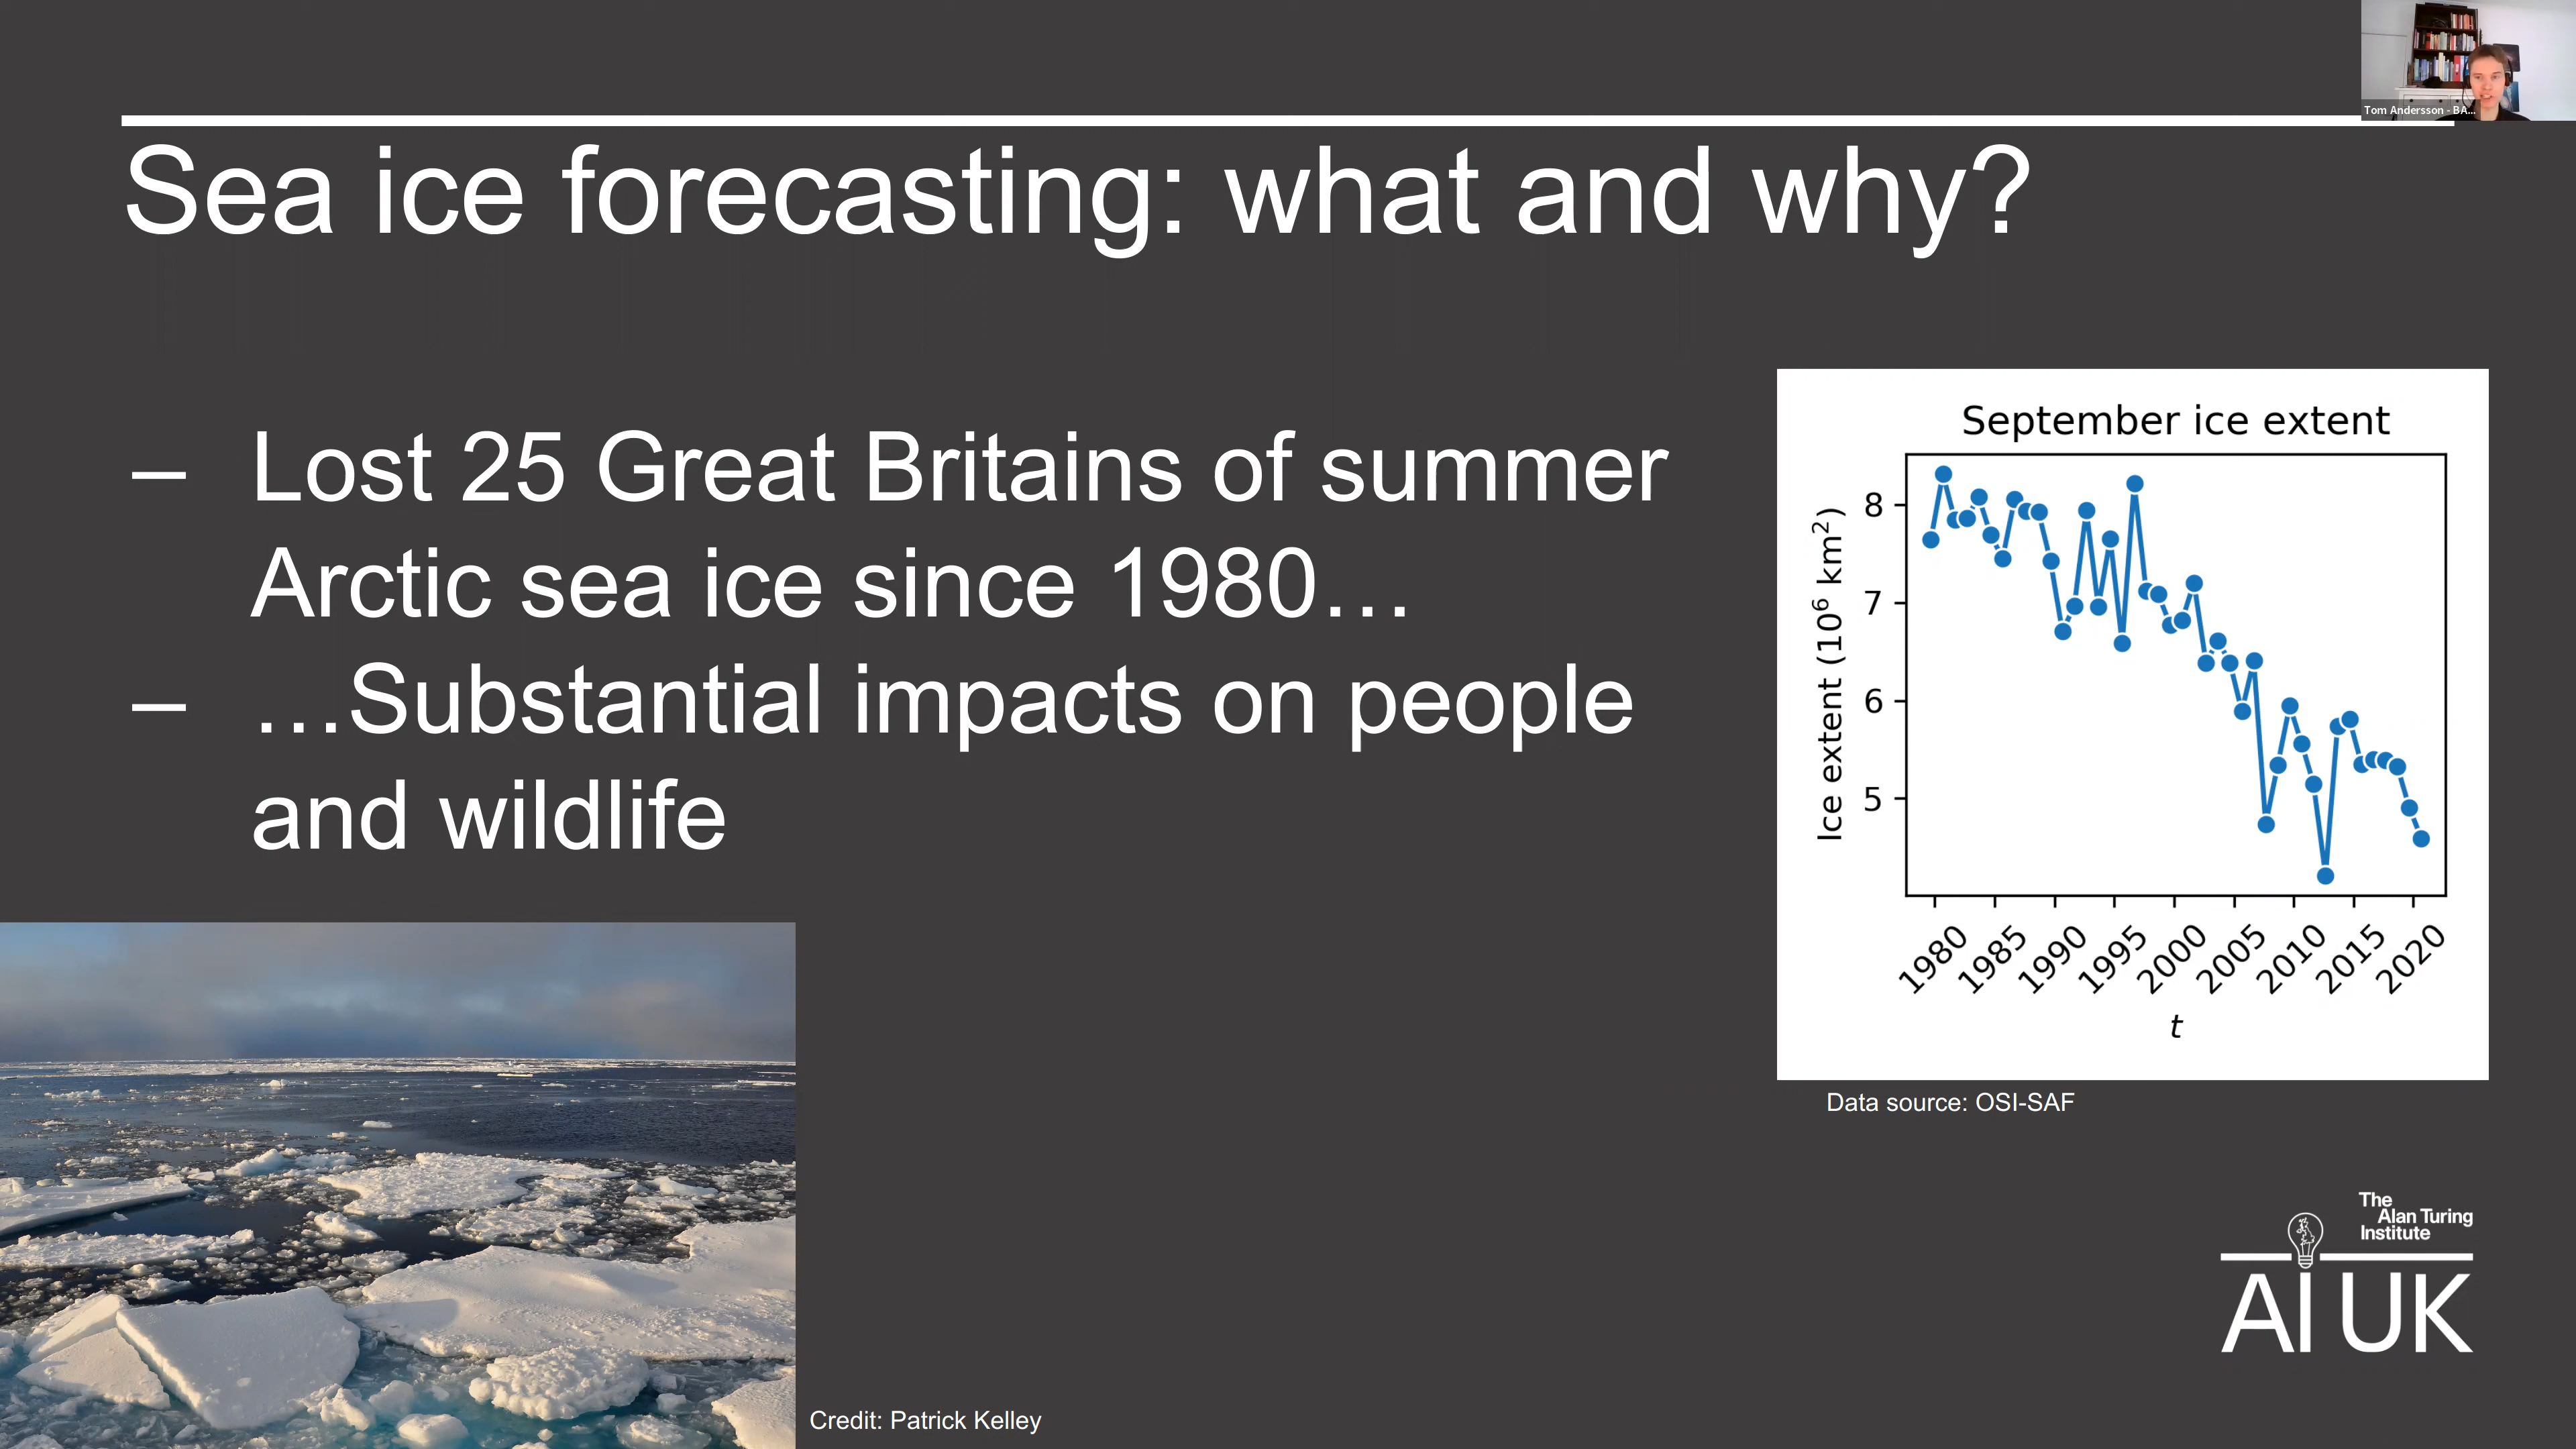 Tom Andersson - BA...
Sea ice forecasting: what and why?
– Lost 25 Great Britains of summer
Arctic sea ice since 1980…
– …Substantial impacts on people
and wildlife
September ice extent
Ice extent (10⁶ km²)
8
7
6
5
1980 1985 1990 1995 2000 2005 2010 2015 2020
t
Data source: OSI-SAF
The
Alan Turing
Institute
AI UK
Credit: Patrick Kelley